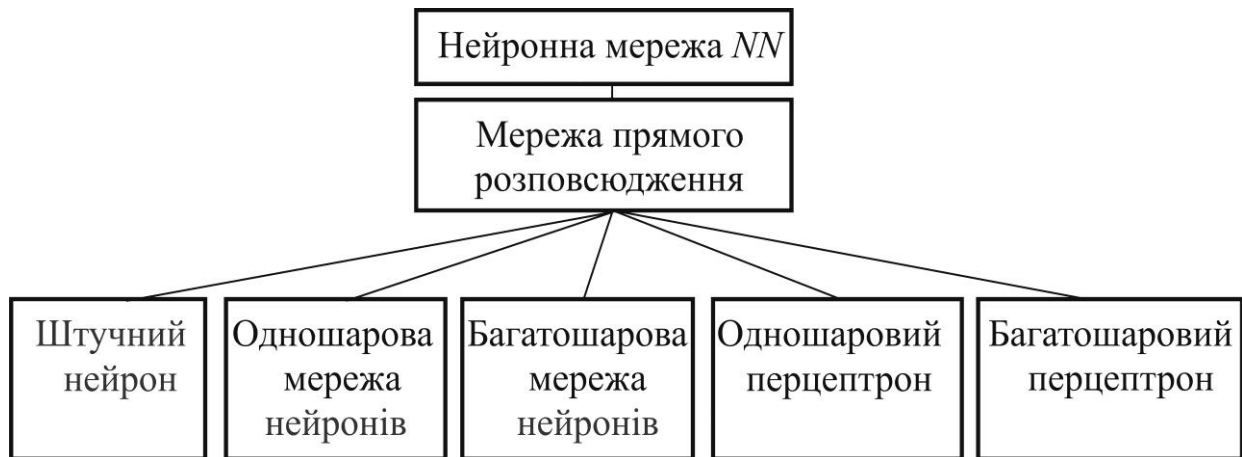 Нейронна мережа NN
Мережа прямого
розповсюдження
Штучний
нейрон
Одношарова
мережа
нейронів
Багатошарова
мережа
нейронів
Одношаровий
перцептрон
Багатошаровий
перцептрон